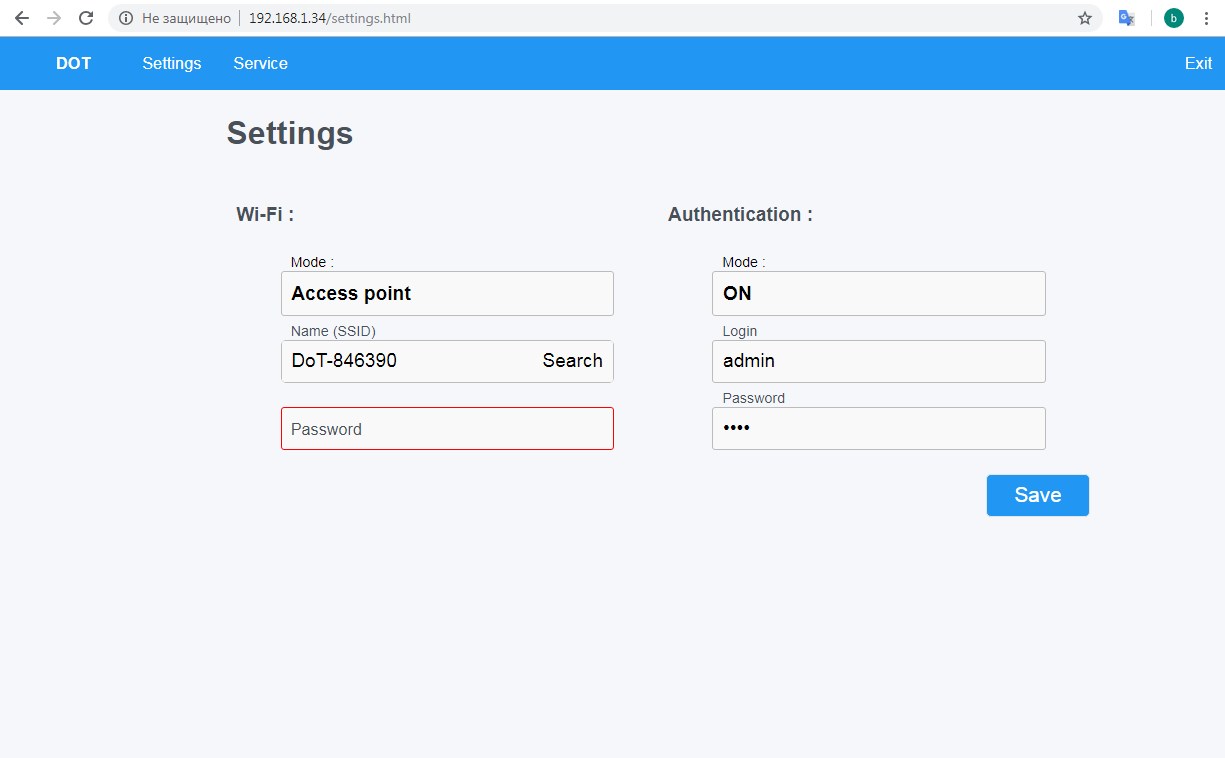 Не защищено 192.168.1.34/settings.html b
DOT Settings Service Exit
Settings
Wi-Fi :
Mode :
Access point
Name (SSID)
DoT-846390 Search
Password
Authentication :
Mode :
ON
Login
admin
Password
••••
Save